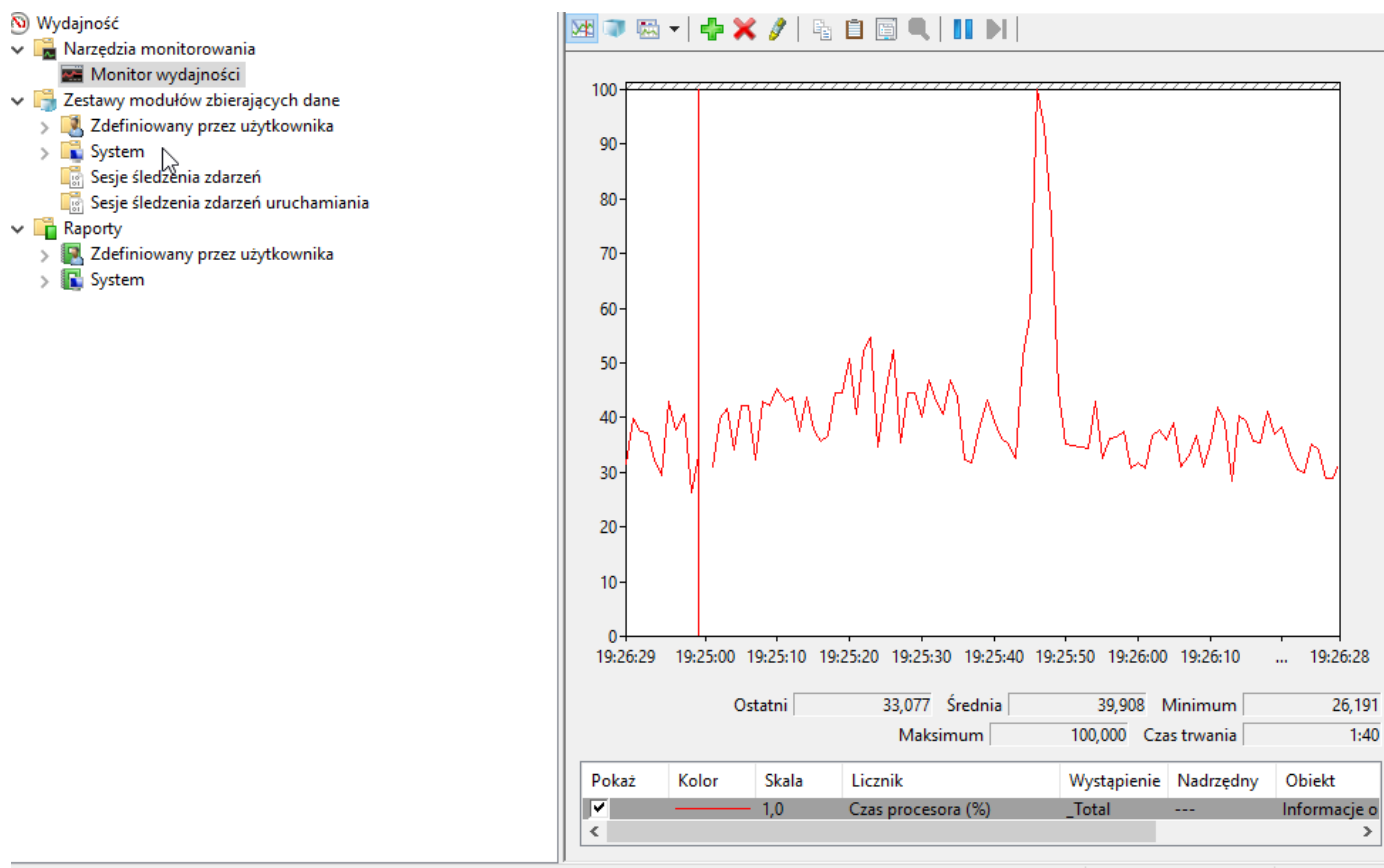 Wydajność
Narzędzia monitorowania
Monitor wydajności
Zestawy modułów zbierających dane
Zdefiniowany przez użytkownika
System
Sesje śledzenia zdarzeń
Sesje śledzenia zdarzeń uruchamiania
Raporty
Zdefiniowany przez użytkownika
System
100
90
80
70
60
50
40
30
20
10
0
19:26:29 19:25:00 19:25:10 19:25:20 19:25:30 19:25:40 19:25:50 19:26:00 19:26:10 ... 19:26:28
Ostatni 33,077 Średnia 39,908 Minimum 26,191
Maksimum 100,000 Czas trwania 1:40
Pokaż Kolor Skala Licznik Wystąpienie Nadrzędny Obiekt
1,0 Czas procesora (%) _Total --- Informacje o